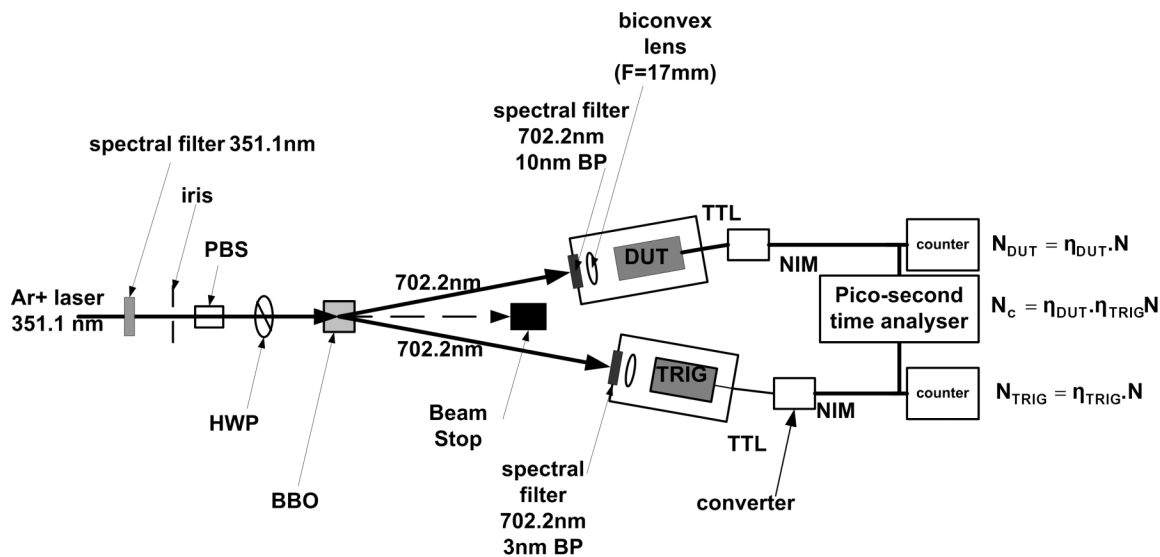 biconvex
lens
(F=17mm)
spectral filter
702.2nm
10nm BP
spectral filter 351.1nm
iris
PBS
Ar+ laser
351.1 nm
HWP
BBO
702.2nm
702.2nm
Beam
Stop
DUT
TTL
NIM
counter
N_DUT = η_DUT.N
Pico-second
time analyser
N_c = η_DUT.η_TRIG N
TRIG
TTL
NIM
counter
N_TRIG = η_TRIG.N
converter
spectral
filter
702.2nm
3nm BP